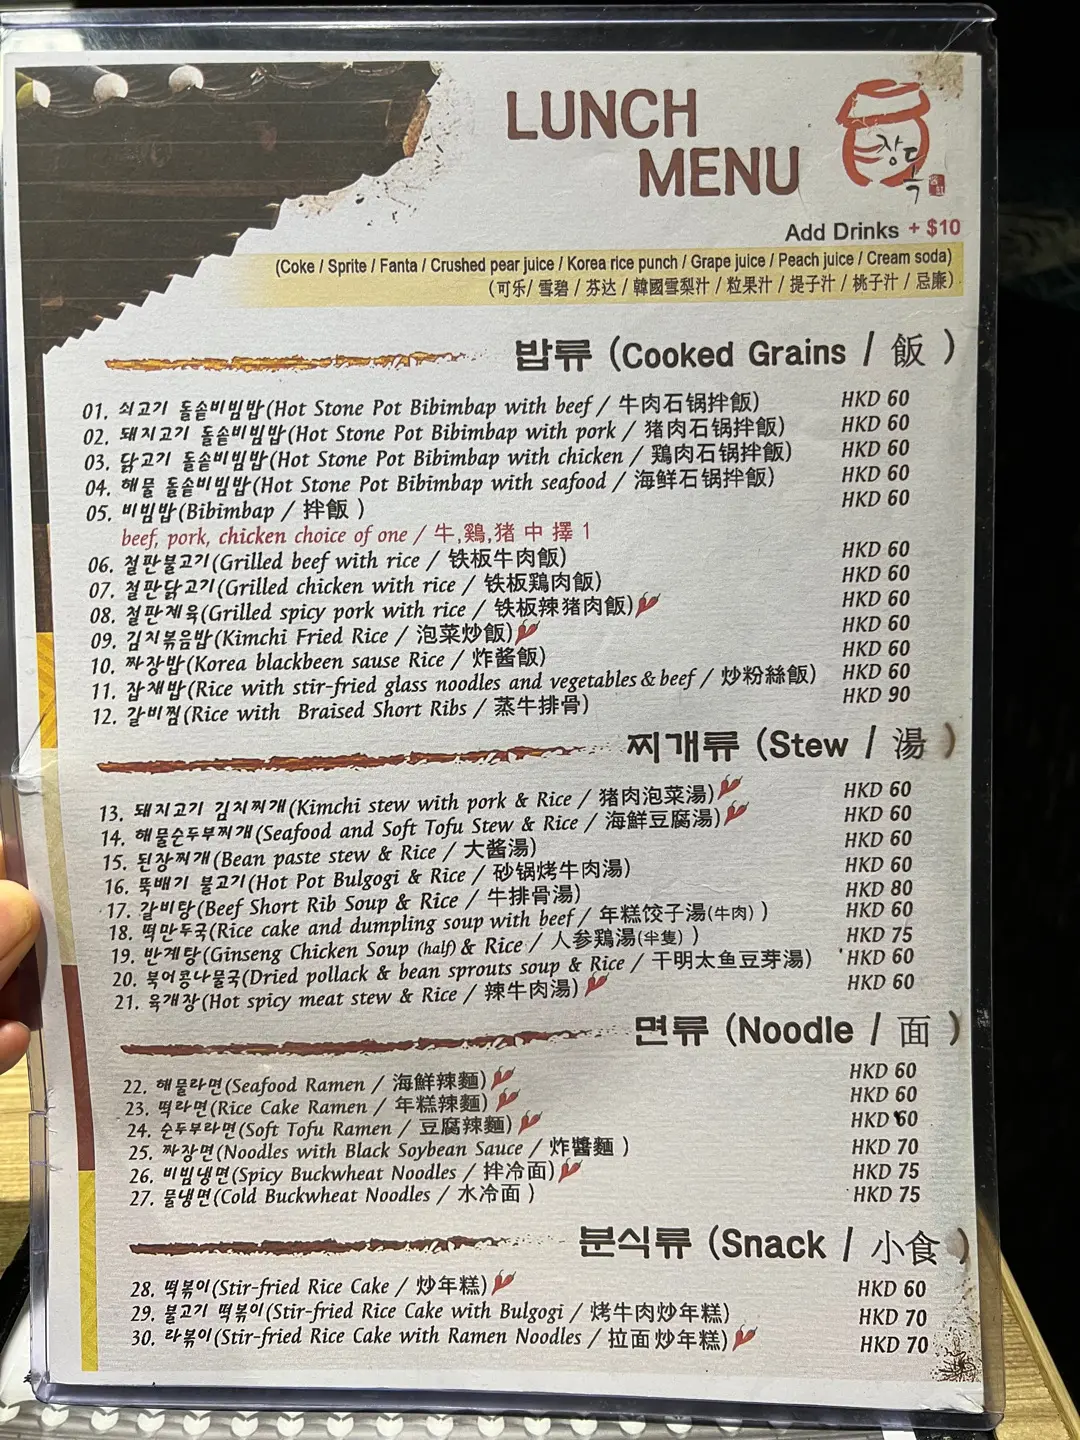 LUNCH
MENU
장독
Add Drinks + $10
(Coke / Sprite / Fanta / Crushed pear juice / Korea rice punch / Grape juice / Peach juice / Cream soda)
(可乐/ 雪碧 / 芬达 / 韓國雪梨汁 / 粒果汁 / 提子汁 / 桃子汁 / 忌廉)
밥류 (Cooked Grains / 飯 )
01. 쇠고기 돌솥비빔밥(Hot Stone Pot Bibimbap with beef / 牛肉石锅拌飯) HKD 60
02. 돼지고기 돌솥비빔밥(Hot Stone Pot Bibimbap with pork / 猪肉石锅拌飯) HKD 60
03. 닭고기 돌솥비빔밥(Hot Stone Pot Bibimbap with chicken / 鶏肉石锅拌飯) HKD 60
04. 해물 돌솥비빔밥(Hot Stone Pot Bibimbap with seafood / 海鲜石锅拌飯) HKD 60
05. 비빔밥(Bibimbap / 拌飯 ) HKD 60
beef, pork, chicken choice of one / 牛,鷄,猪 中 擇 1
06. 철판불고기(Grilled beef with rice / 铁板牛肉飯) HKD 60
07. 철판닭고기(Grilled chicken with rice / 铁板鶏肉飯) HKD 60
08. 철판제육(Grilled spicy pork with rice / 铁板辣猪肉飯) HKD 60
09. 김치볶음밥(Kimchi Fried Rice / 泡菜炒飯) HKD 60
10. 짜장밥(Korea blackbeen sause Rice / 炸酱飯) HKD 60
11. 잡채밥(Rice with stir-fried glass noodles and vegetables & beef / 炒粉絲飯) HKD 60
12. 갈비찜(Rice with Braised Short Ribs / 蒸牛排骨) HKD 90
찌개류 (Stew / 湯 )
13. 돼지고기 김치찌개(Kimchi stew with pork & Rice / 猪肉泡菜湯) HKD 60
14. 해물순두부찌개(Seafood and Soft Tofu Stew & Rice / 海鮮豆腐湯) HKD 60
15. 된장찌개(Bean paste stew & Rice / 大酱湯) HKD 60
16. 뚝배기 불고기(Hot Pot Bulgogi & Rice / 砂锅烤牛肉湯) HKD 60
17. 갈비탕(Beef Short Rib Soup & Rice / 牛排骨湯) HKD 80
18. 떡만두국(Rice cake and dumpling soup with beef / 年糕饺子湯(牛肉) ) HKD 60
19. 반계탕(Ginseng Chicken Soup (half) & Rice / 人参鶏湯(半隻) ) HKD 75
20. 북어콩나물국(Dried pollack & bean sprouts soup & Rice / 干明太鱼豆芽湯) HKD 60
21. 육개장(Hot spicy meat stew & Rice / 辣牛肉湯) HKD 60
면류 (Noodle / 面 )
22. 해물라면(Seafood Ramen / 海鮮辣麵) HKD 60
23. 떡라면(Rice Cake Ramen / 年糕辣麵) HKD 60
24. 순두부라면(Soft Tofu Ramen / 豆腐辣麵) HKD 60
25. 짜장면(Noodles with Black Soybean Sauce / 炸醬麵 ) HKD 70
26. 비빔냉면(Spicy Buckwheat Noodles / 拌冷面) HKD 75
27. 물냉면(Cold Buckwheat Noodles / 水冷面 ) HKD 75
분식류 (Snack / 小食 )
28. 떡볶이(Stir-fried Rice Cake / 炒年糕) HKD 60
29. 불고기 떡볶이(Stir-fried Rice Cake with Bulgogi / 烤牛肉炒年糕) HKD 70
30. 라볶이(Stir-fried Rice Cake with Ramen Noodles / 拉面炒年糕) HKD 70